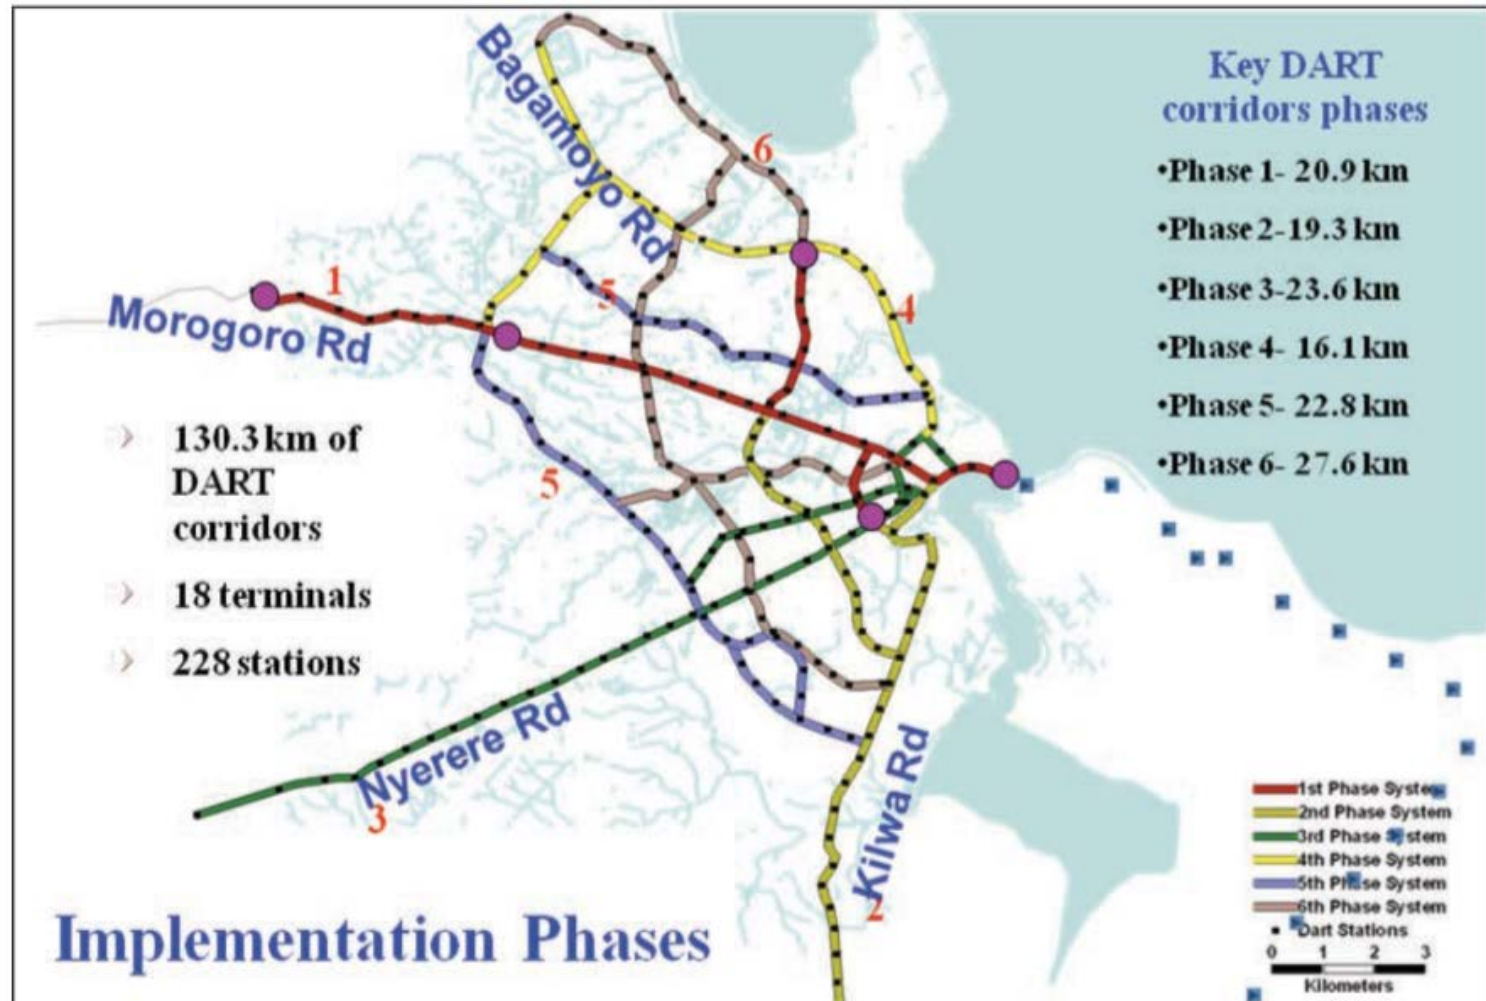 Bagamoyo Rd
6
Key DART
corridors phases
•Phase 1- 20.9 km
•Phase 2-19.3 km
•Phase 3-23.6 km
•Phase 4- 16.1 km
•Phase 5- 22.8 km
•Phase 6- 27.6 km
1
5
4
Morogoro Rd
130.3 km of
DART
corridors
18 terminals
228 stations
5
Nyerere Rd
3
Kilwa Rd
2
1st Phase System
2nd Phase System
3rd Phase System
4th Phase System
5th Phase System
6th Phase System
Dart Stations
0 1 2 3
Kilometers
Implementation Phases